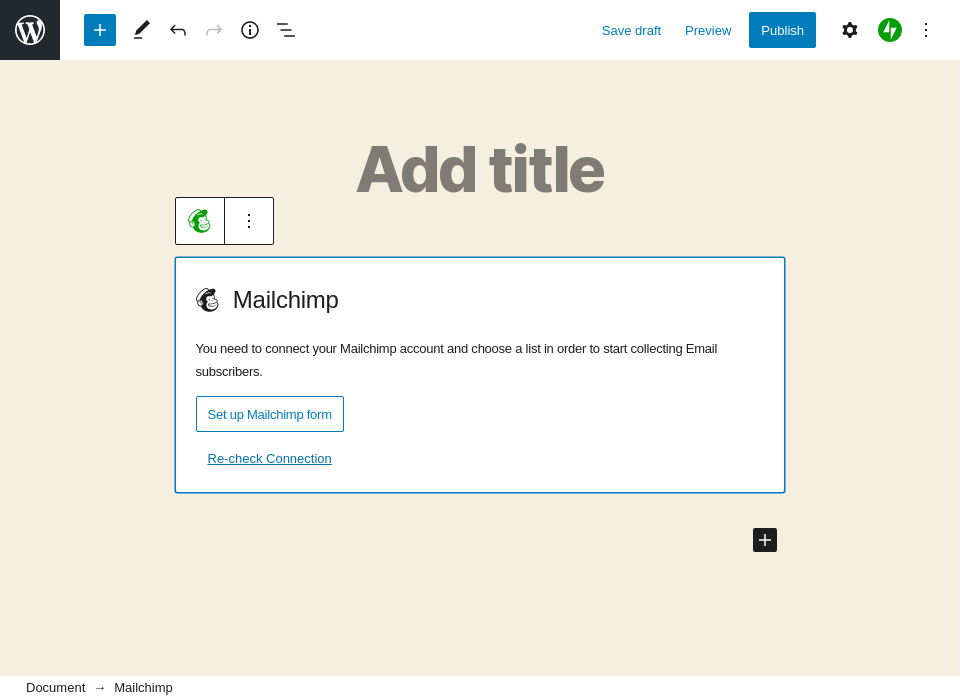 Save draft
Preview
Publish
Add title
Mailchimp
You need to connect your Mailchimp account and choose a list in order to start collecting Email
subscribers.
Set up Mailchimp form
Re-check Connection
Document → Mailchimp